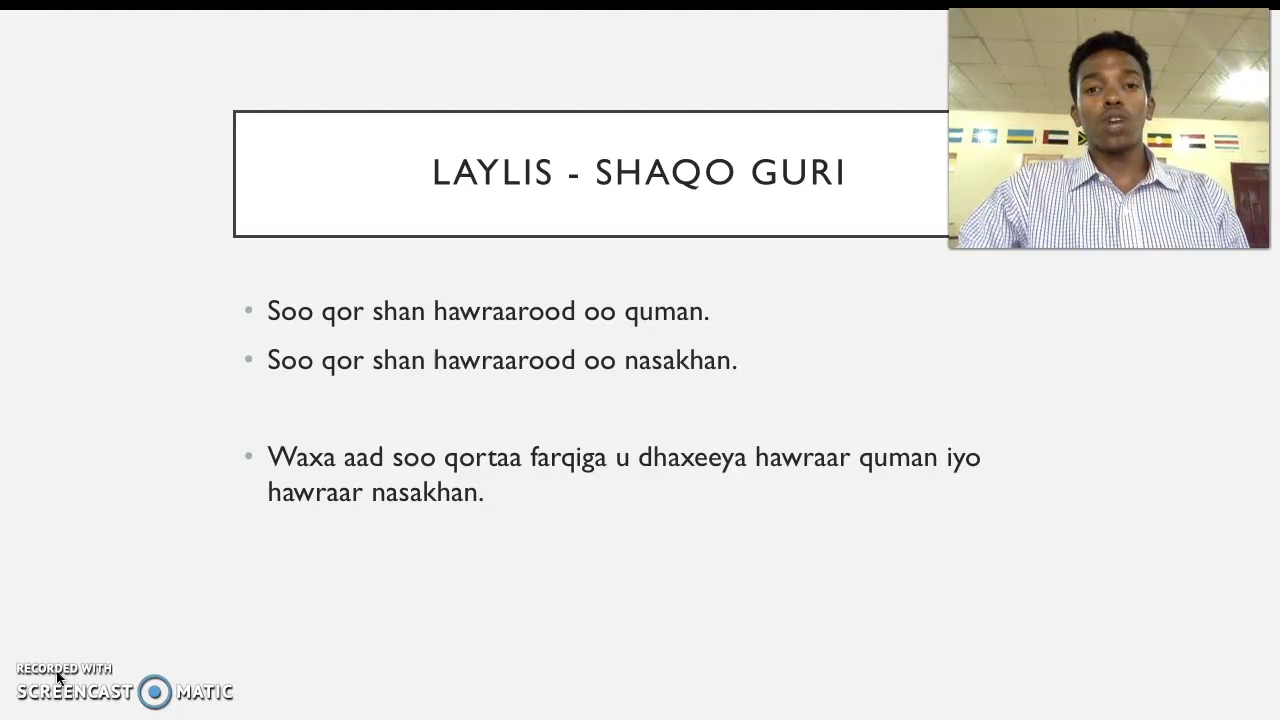 LAYLIS - SHAQO GURI
Soo qor shan hawraarood oo quman.
Soo qor shan hawraarood oo nasakhan.
Waxa aad soo qortaa farqiga u dhaxeeya hawraar quman iyo
hawraar nasakhan.
RECORDED WITH
SCREENCAST MATIC